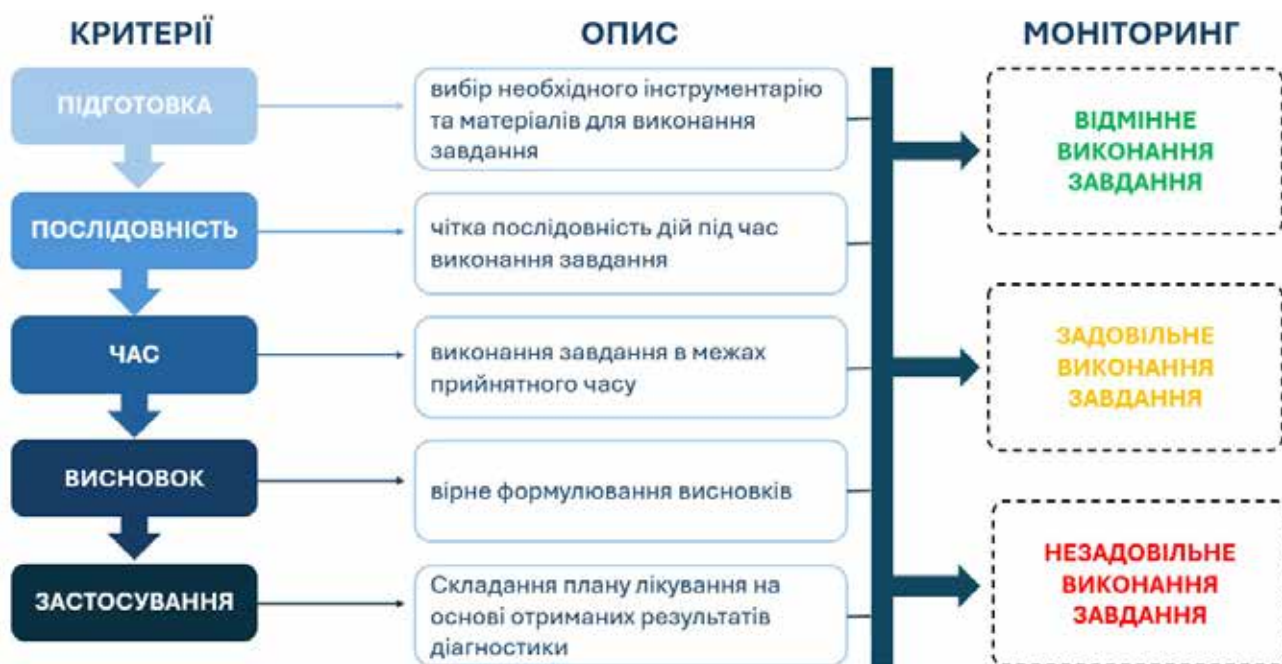 КРИТЕРІЇ
ОПИС
МОНІТОРИНГ
ПІДГОТОВКА
вибір необхідного інструментарію
та матеріалів для виконання
завдання
ВІДМІННЕ
ВИКОНАННЯ
ЗАВДАННЯ
ПОСЛІДОВНІСТЬ
чітка послідовність дій під час
виконання завдання
ЧАС
виконання завдання в межах
прийнятного часу
ЗАДОВІЛЬНЕ
ВИКОНАННЯ
ЗАВДАННЯ
ВИСНОВОК
вірне формулювання висновків
ЗАСТОСУВАННЯ
Складання плану лікування на
основі отриманих результатів
діагностики
НЕЗАДОВІЛЬНЕ
ВИКОНАННЯ
ЗАВДАННЯ